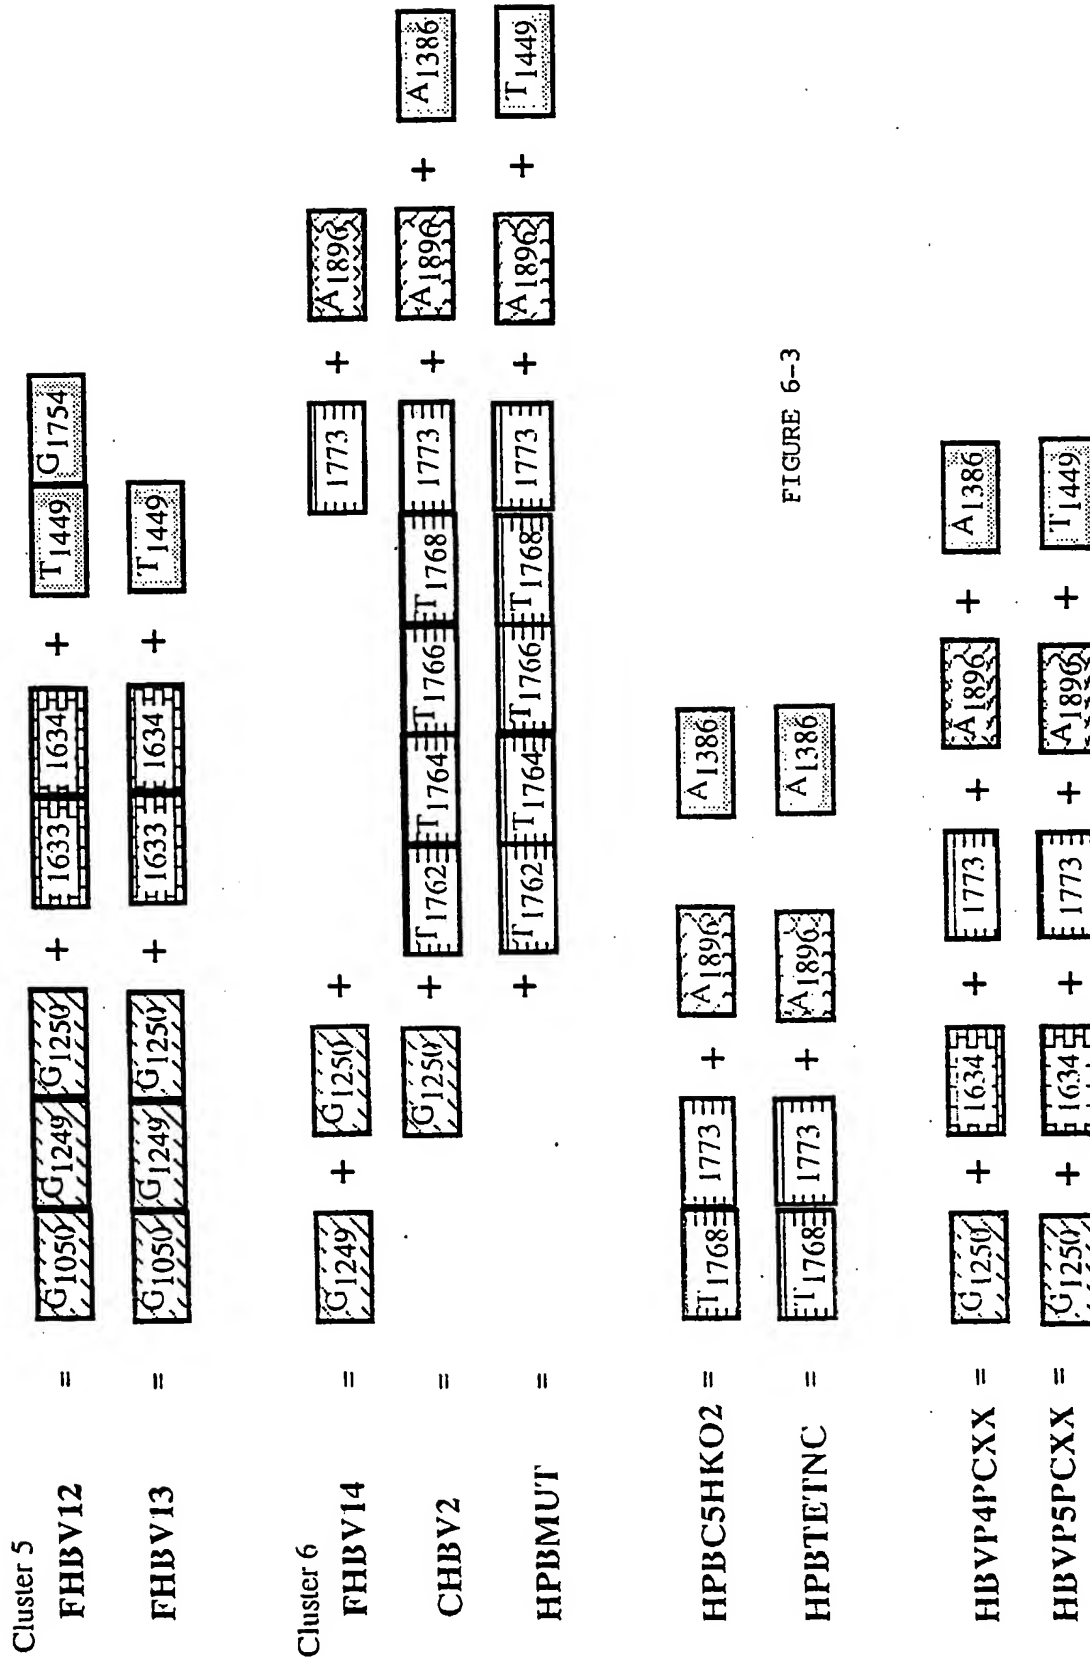 Cluster 5
FHBV12 = G1050 G1249 G1250 + 1633 1634 + T1449 G1754
FHBV13 = G1050 G1249 G1250 + 1633 1634 + T1449
Cluster 6
FHBV14 = G1249 + G1250 + 1773 + A1896
CHBV2 = G1250 + T1762 T1764 T1766 T1768 1773 + A1896 + A1386
HPBMUT = + T1762 T1764 T1766 T1768 1773 + A1896 + T1449
HPBC5HKO2 = T1768 1773 + A1896 A1386
HPBTETNC = T1768 1773 + A1896 A1386
FIGURE 6-3
HBVP4PCXX = G1250 + 1634 + 1773 + A1896 + A1386
HBVP5PCXX = G1250 + 1634 + 1773 + A1896 + T1449